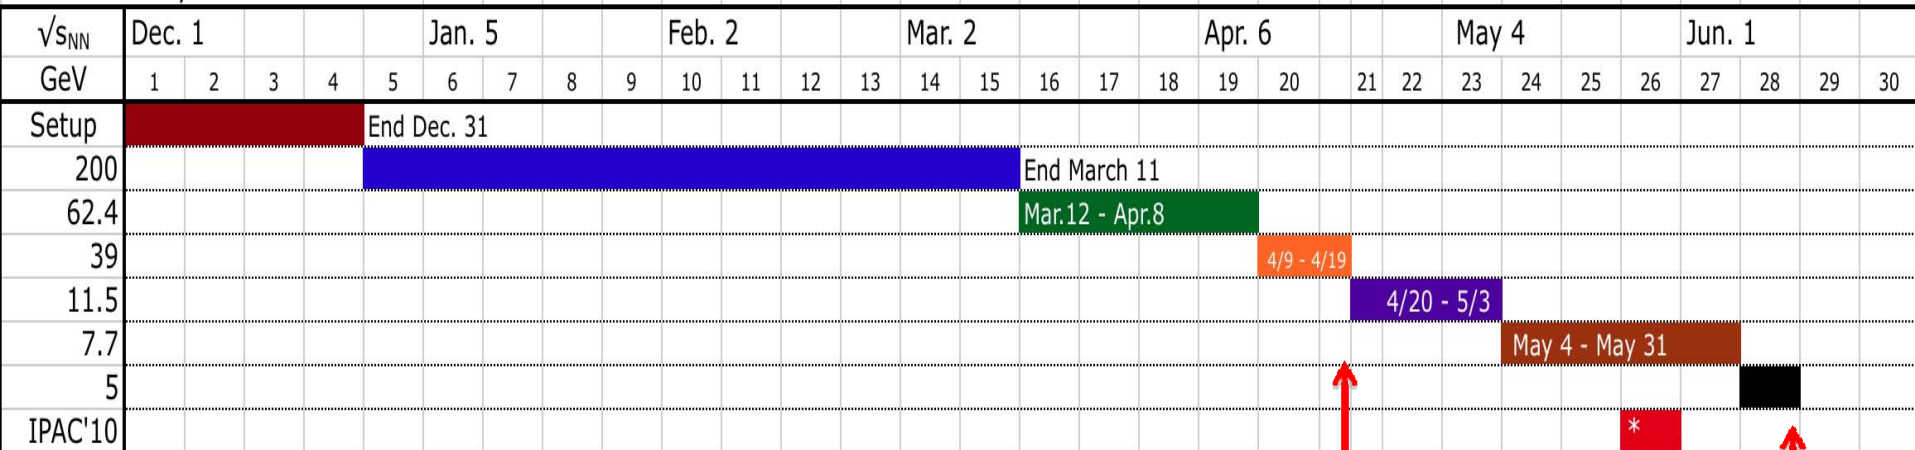 √sNN Dec. 1 Jan. 5 Feb. 2 Mar. 2 Apr. 6 May 4 Jun. 1
GeV 1 2 3 4 5 6 7 8 9 10 11 12 13 14 15 16 17 18 19 20 21 22 23 24 25 26 27 28 29 30
Setup End Dec. 31
200 End March 11
62.4 Mar.12 - Apr.8
39 4/9 - 4/19
11.5 4/20 - 5/3
7.7 May 4 - May 31
5
IPAC'10 *